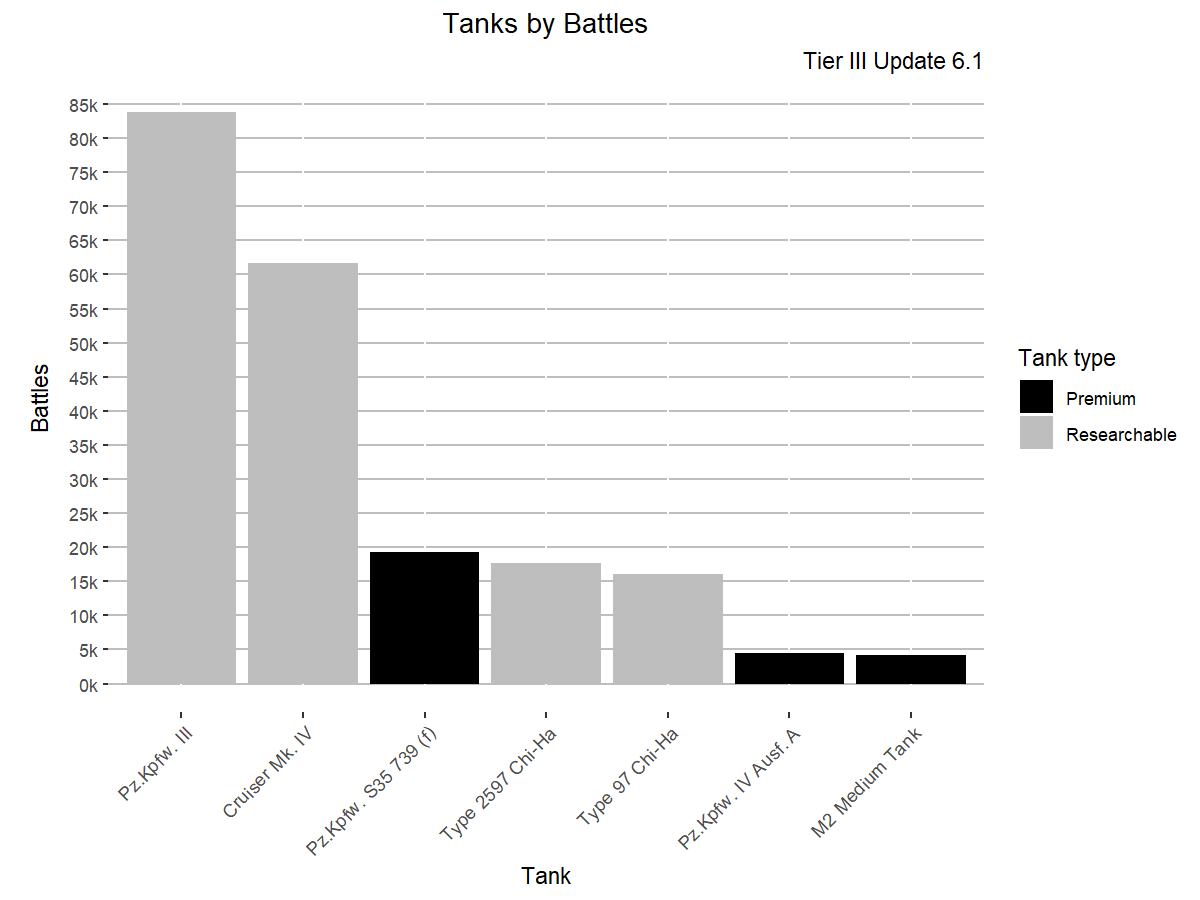 Tanks by Battles
Tier III Update 6.1
85k
80k
75k
70k
65k
60k
55k
50k
45k
40k
35k
30k
25k
20k
15k
10k
5k
0k
Battles
Pz.Kpfw. III
Cruiser Mk. IV
Pz.Kpfw. S35 739 (f)
Type 2597 Chi-Ha
Type 97 Chi-Ha
Pz.Kpfw. IV Ausf. A
M2 Medium Tank
Tank
Tank type
Premium
Researchable